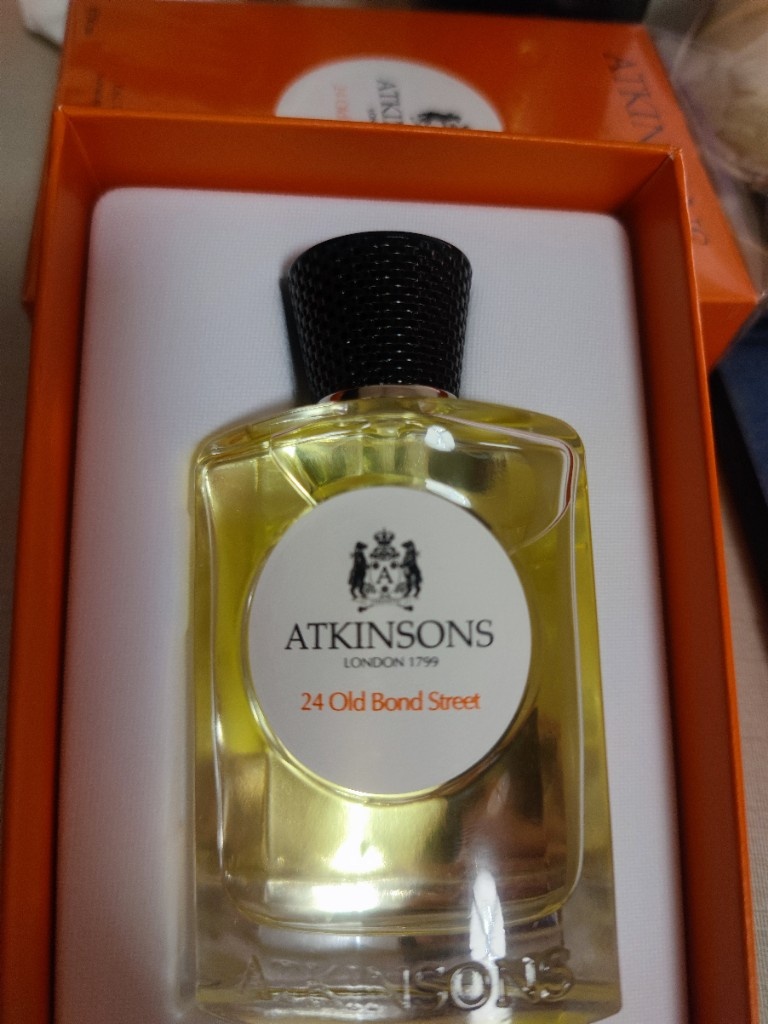 ATKINSONS
LONDON 1799
24 Old Bond Street
ATKINSONS